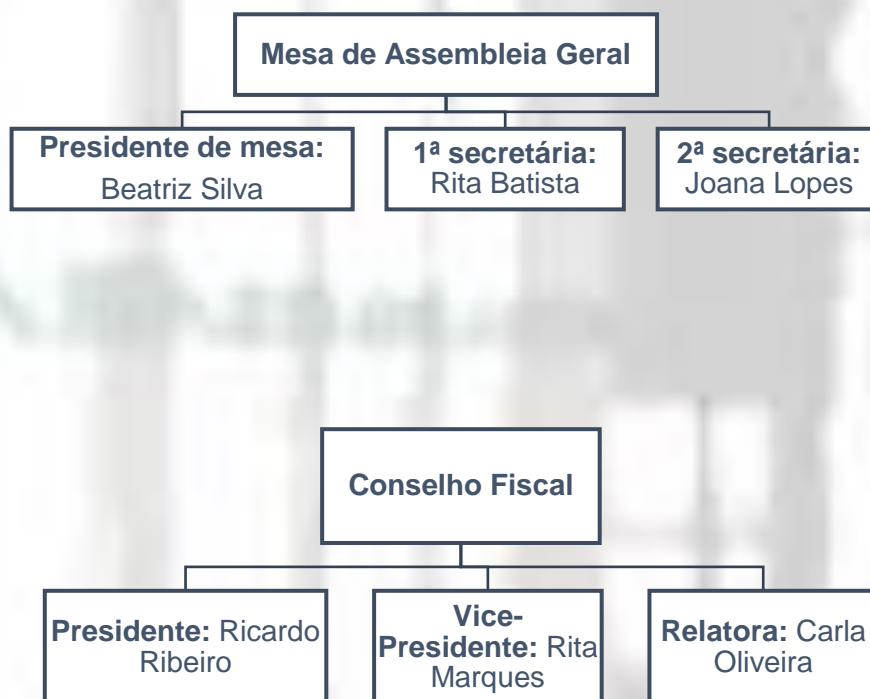 Mesa de Assembleia Geral
Presidente de mesa:
Beatriz Silva
1ª secretária:
Rita Batista
2ª secretária:
Joana Lopes
Conselho Fiscal
Presidente: Ricardo
Ribeiro
Vice-
Presidente: Rita
Marques
Relatora: Carla
Oliveira